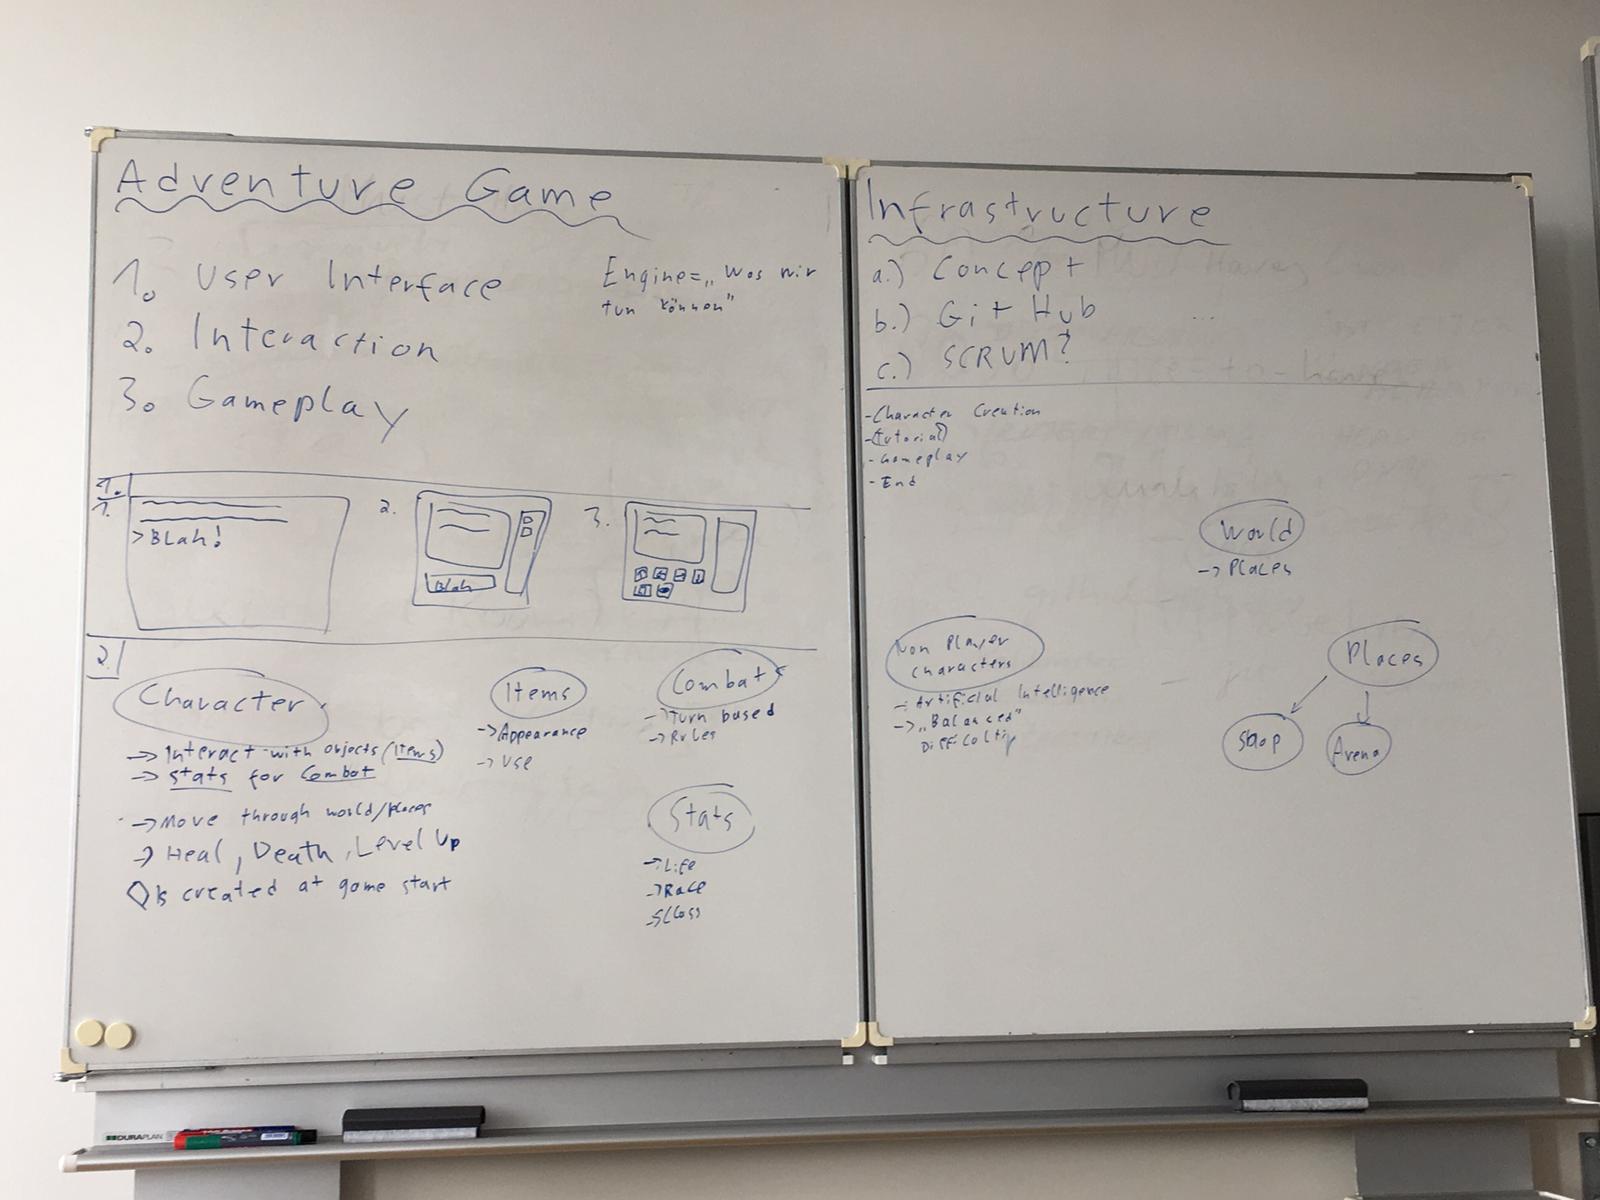 Adventure Game
1. User Interface
2. Interaction
3. Gameplay
Engine=„Was wir
tun können"
1.
1.
>Blah!
2.
Blah
3.
2.
Character
-> Interact with objects (Items)
-> stats for Combat
-> Move through world/places
-> Heal, Death, Level Up
Is created at game start
Items
-> Appearance
-> Use
Combat
-> Turn based
-> Rules
Stats
-> Life
-> Race
-> Class
Infrastructure
a.) Concept
b.) Git Hub
c.) SCRUM?
...
- Character Creation
- (Tutorial)
- Gameplay
- End
World
-> Places
Non Player
Characters
-> Artificial Intelligence
-> „Balanced"
Difficulty
Places
Shop
Arena
DURAPLAN